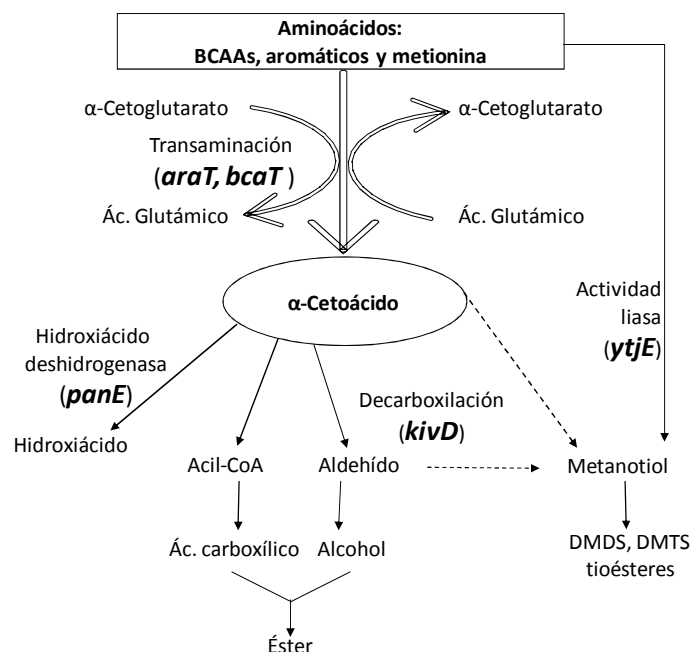 Aminoácidos:
BCAAs, aromáticos y metionina
α-Cetoglutarato
α-Cetoglutarato
Transaminación
(araT, bcaT )
Ác. Glutámico
Ác. Glutámico
α-Cetoácido
Actividad
liasa
(ytjE)
Hidroxiácido
deshidrogenasa
(panE)
Decarboxilación
(kivD)
Hidroxiácido
Acil-CoA
Aldehído
Metanotiol
Ác. carboxílico
Alcohol
DMDS, DMTS
tioésteres
Éster